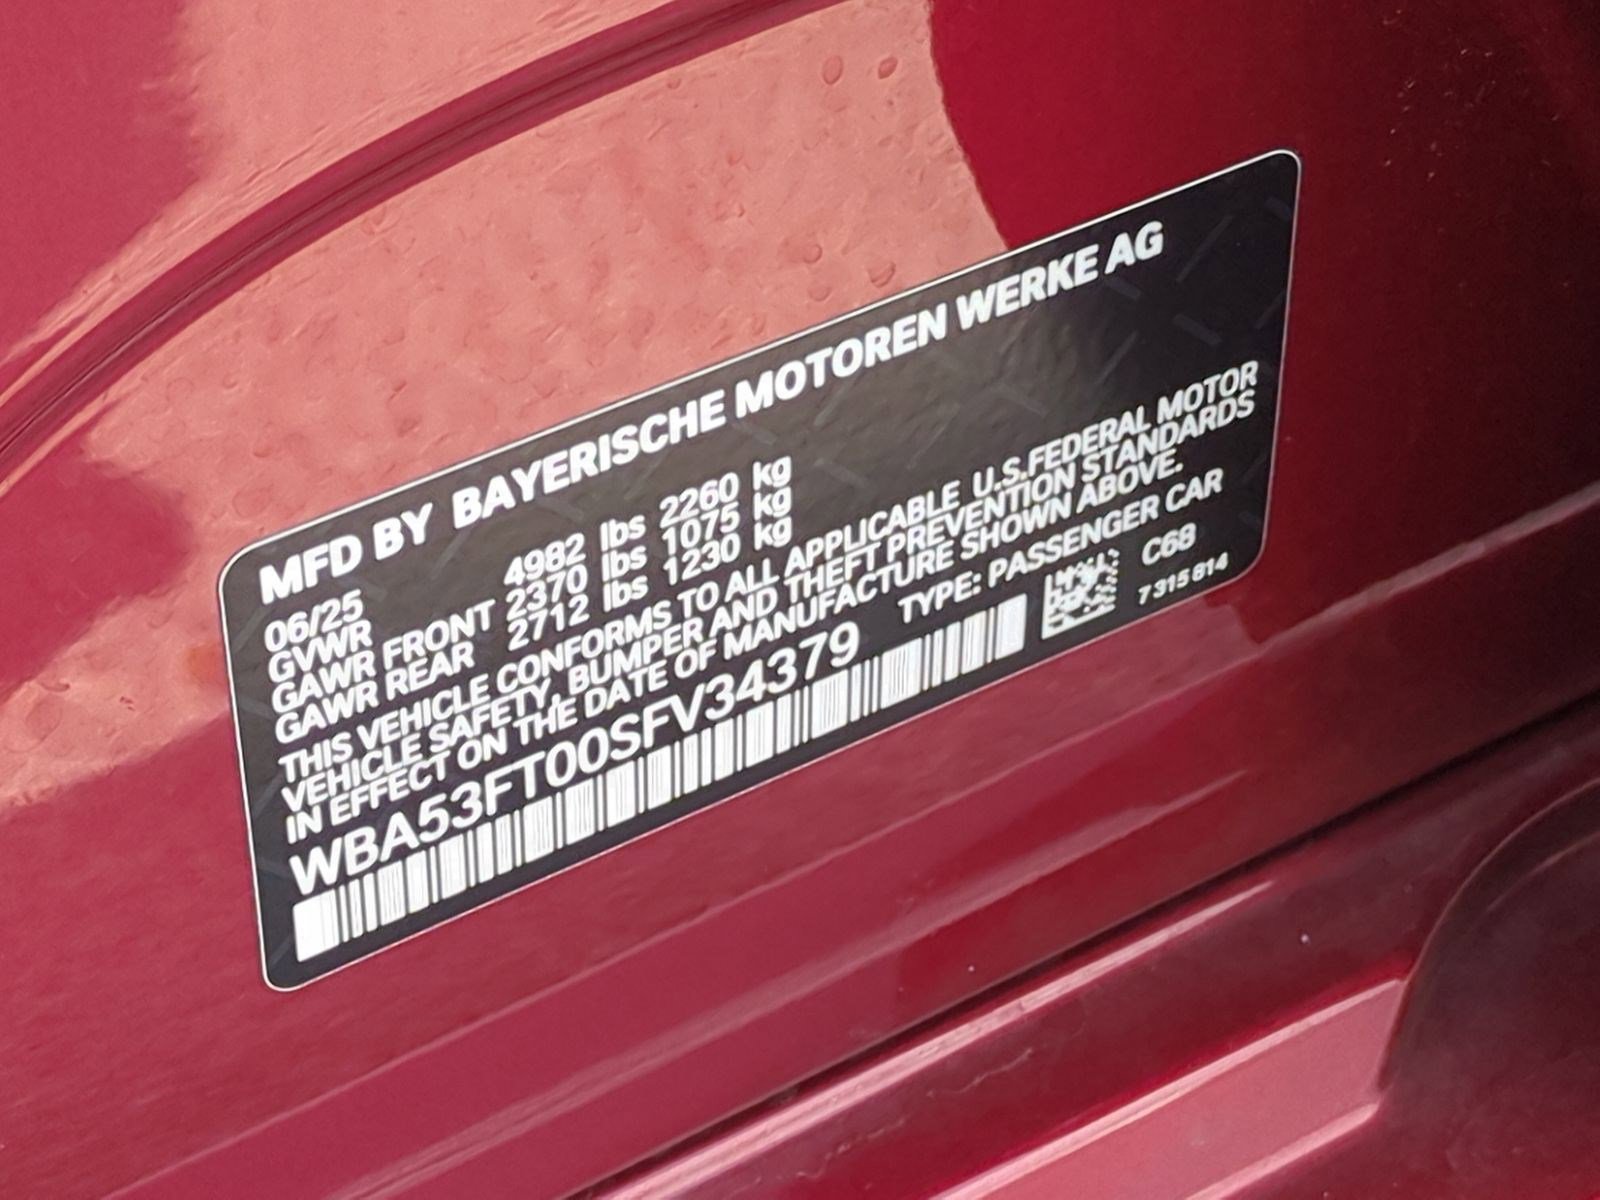 MFD BY BAYERISCHE MOTOREN WERKE AG
06/25
GVWR 4982 lbs 2260 kg
GAWR FRONT 2370 lbs 1075 kg
GAWR REAR 2712 lbs 1230 kg
THIS VEHICLE CONFORMS TO ALL APPLICABLE U.S.FEDERAL MOTOR
VEHICLE SAFETY, BUMPER AND THEFT PREVENTION STANDARDS
IN EFFECT ON THE DATE OF MANUFACTURE SHOWN ABOVE.
WBA53FT00SFV34379 TYPE: PASSENGER CAR
C68
7 315 814